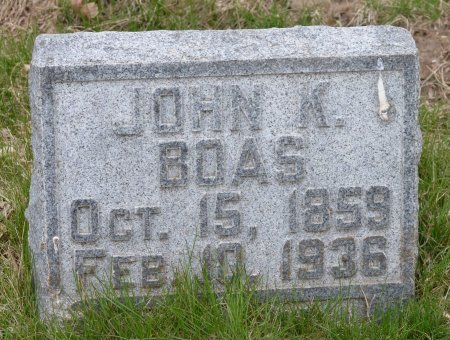 JOHN K.
BOAS
OCT. 15, 1859
FEB. 10, 1936